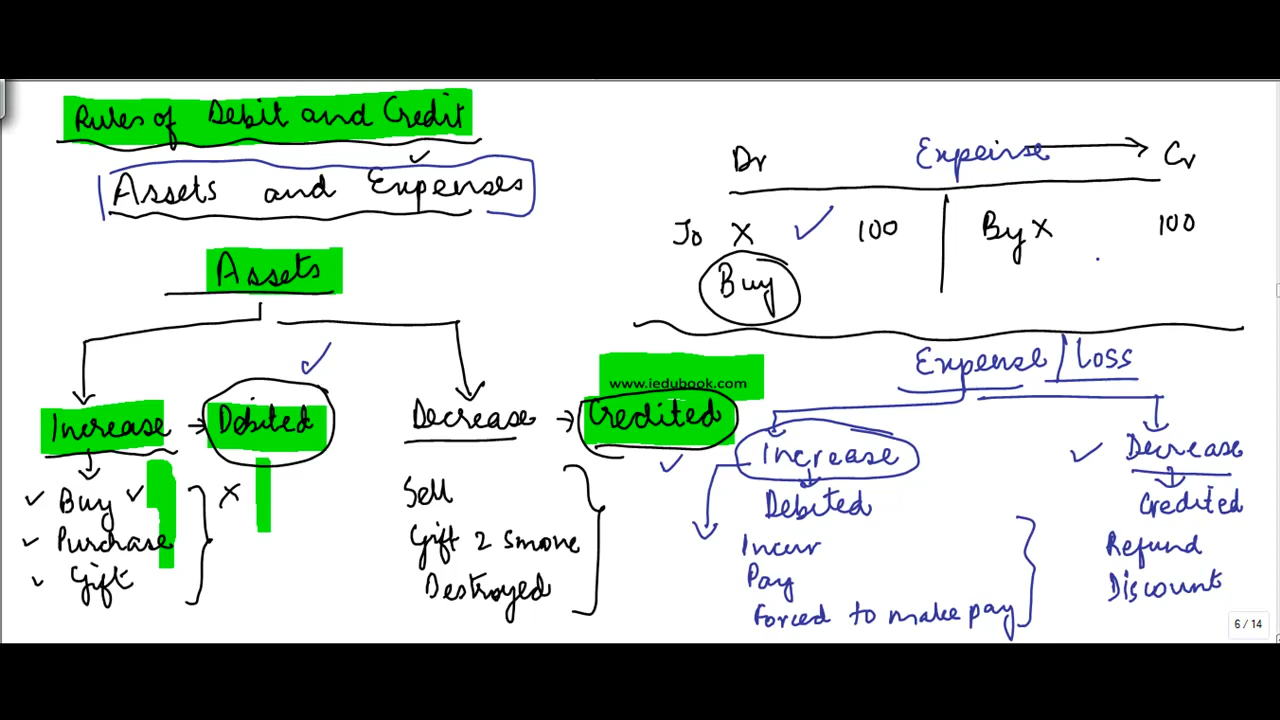 Rules of Debit and Credit
Assets and Expenses
Assets
Increase → Debited
Buy
Purchase
Gift
X
Decrease → Credited
Sell
Gift 2 smone
Destroyed
www.iedubook.com
Dr Expeinse Cr
To X 100 By X 100
Buy
Expense / Loss
Increase
Debited
Incur
Pay
Forced to make pay
Decrease
Credited
Refund
Discount
6 / 14